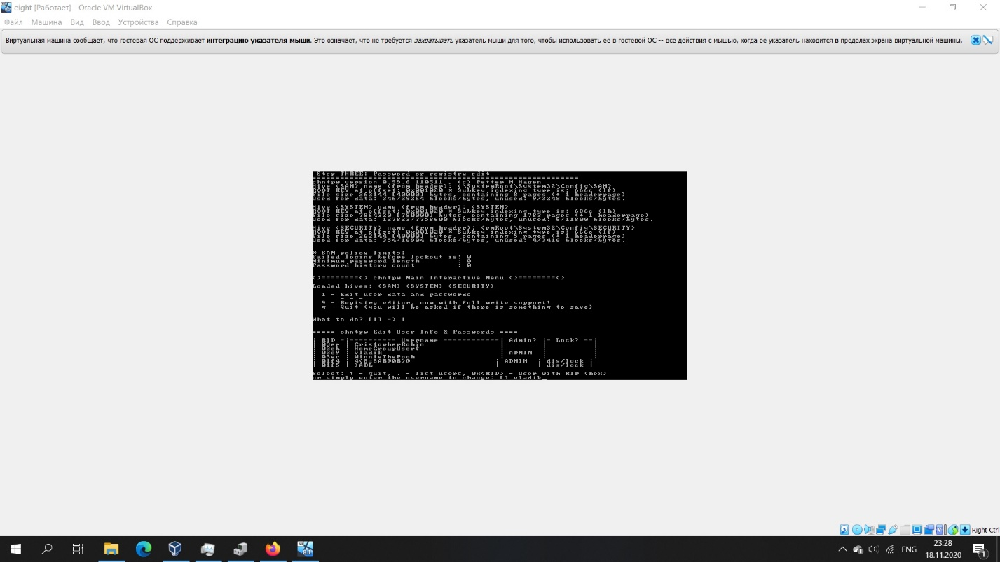 eight [Работает] - Oracle VM VirtualBox
Файл Машина Вид Ввод Устройства Справка
Виртуальная машина сообщает, что гостевая ОС поддерживает интеграцию указателя мыши. Это означает, что не требуется захватывать указатель мыши для того, чтобы использовать её в гостевой ОС -- все действия с мышью, когда её указатель находится в пределах экрана виртуальной машины,
Step THREE: Password or registry edit
========================================================
chntpw version 0.99.6 110511 , (c) Petter N Hagen
Hive <SAM> name (from header): <\SystemRoot\System32\Config\SAM>
ROOT KEY at offset: 0x001020 * Subkey indexing type is: 666c (lf)
File size 262144 [40000] bytes, containing 8 pages (+ 1 headerpage)
Used for data: 346/29264 blocks/bytes, unused: 9/3248 blocks/bytes.
Hive <SYSTEM> name (from header): <SYSTEM>
ROOT KEY at offset: 0x001020 * Subkey indexing type is: 686c (lh)
File size 7864320 [780000] bytes, containing 1783 pages (+ 1 headerpage)
Used for data: 127823/7758600 blocks/bytes, unused: 6/11800 blocks/bytes.
Hive <SECURITY> name (from header): <emRoot\System32\Config\SECURITY>
ROOT KEY at offset: 0x001020 * Subkey indexing type is: 666c (lf)
File size 262144 [40000] bytes, containing 5 pages (+ 1 headerpage)
Used for data: 354/16904 blocks/bytes, unused: 4/3416 blocks/bytes.
* SAM policy limits:
Failed logins before lockout is: 0
Minimum password length : 0
Password history count : 0
<>========<> chntpw Main Interactive Menu <>========<>
Loaded hives: <SAM> <SYSTEM> <SECURITY>
1 - Edit user data and passwords
- - -
9 - Registry editor, now with full write support!
q - Quit (you will be asked if there is something to save)
What to do? [1] -> 1
===== chntpw Edit User Info & Passwords ====
| RID -|---------- Username ------------| Admin? |- Lock? --|
| 03ee | CristopherRobin | | |
| 03eb | HomeGroupUser$ | | |
| 03e9 | vladik | ADMIN | |
| 03ec | WinnieThePooh | | |
| 01f4 | 4<8=8AB@0B>@ | ADMIN | dis/lock |
| 01f5 | >ABL | | dis/lock |
Select: ! - quit, . - list users, 0x<RID> - User with RID (hex)
or simply enter the username to change: [] vladik_
Right Ctrl
ENG
23:28
18.11.2020
1